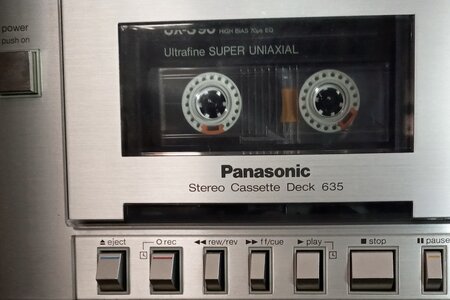 power
push on
UX-S90 HIGH BIAS 70μs EQ
Ultrafine SUPER UNIAXIAL
Panasonic
Stereo Cassette Deck 635
⏏ eject
O rec
◀◀ rew/rev
▶▶ ff/cue
▶ play
■ stop
⏸ pause